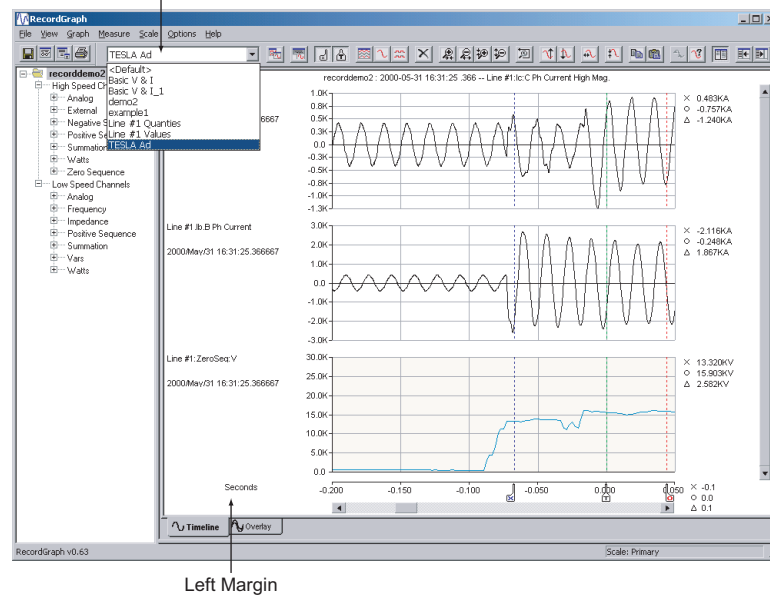 RecordGraph
File View Graph Measure Scale Options Help
TESLA Ad
<Default>
Basic V & I
Basic V & I_1
demo2
example1
Line #1 Quanties
Line #1 Values
TESLA Ad
recorddemo2
High Speed Ch
Analog
External
Negative S
Positive Se
Summation
Watts
Zero Sequence
Low Speed Channels
Analog
Frequency
Impedance
Positive Sequence
Summation
Vars
Watts
recorddemo2 : 2000-05-31 16:31:25 .366 -- Line #1:Ic:C Ph Current High Mag.
6667
1.0K
0.8K
0.5K
0.3K
0.0
-0.3K
-0.5K
-0.8K
-1.0K
-1.3K
× 0.483KA
○ -0.757KA
△ -1.240KA
Line #1.Ib.B Ph Current
2000/May/31 16:31:25.366667
3.0K
2.0K
1.0K
0.0
-1.0K
-2.0K
-3.0K
× -2.116KA
○ -0.248KA
△ 1.867KA
Line #1:ZeroSeq:V
2000/May/31 16:31:25.366667
30.0K
25.0K
20.0K
15.0K
10.0K
5.0K
0.0
× 13.320KV
○ 15.903KV
△ 2.582KV
Seconds
-0.200 -0.150 -0.100 -0.050 0.000 0.050
× -0.1
○ 0.0
△ 0.1
Timeline Overlay
RecordGraph v0.63 Scale: Primary
Left Margin